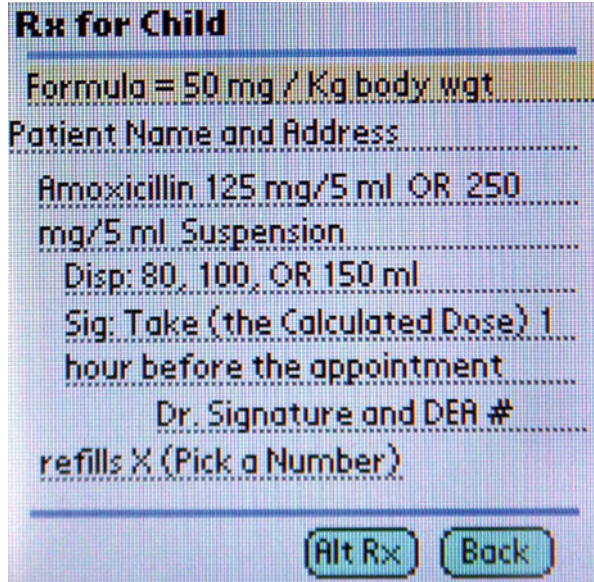 Rx for Child
Formula = 50 mg / Kg body wgt
Patient Name and Address
Amoxicillin 125 mg/5 ml OR 250
mg/5 ml Suspension
Disp: 80, 100, OR 150 ml
Sig: Take (the Calculated Dose) 1
hour before the appointment
Dr. Signature and DEA #
refills X (Pick a Number)
Alt Rx Back